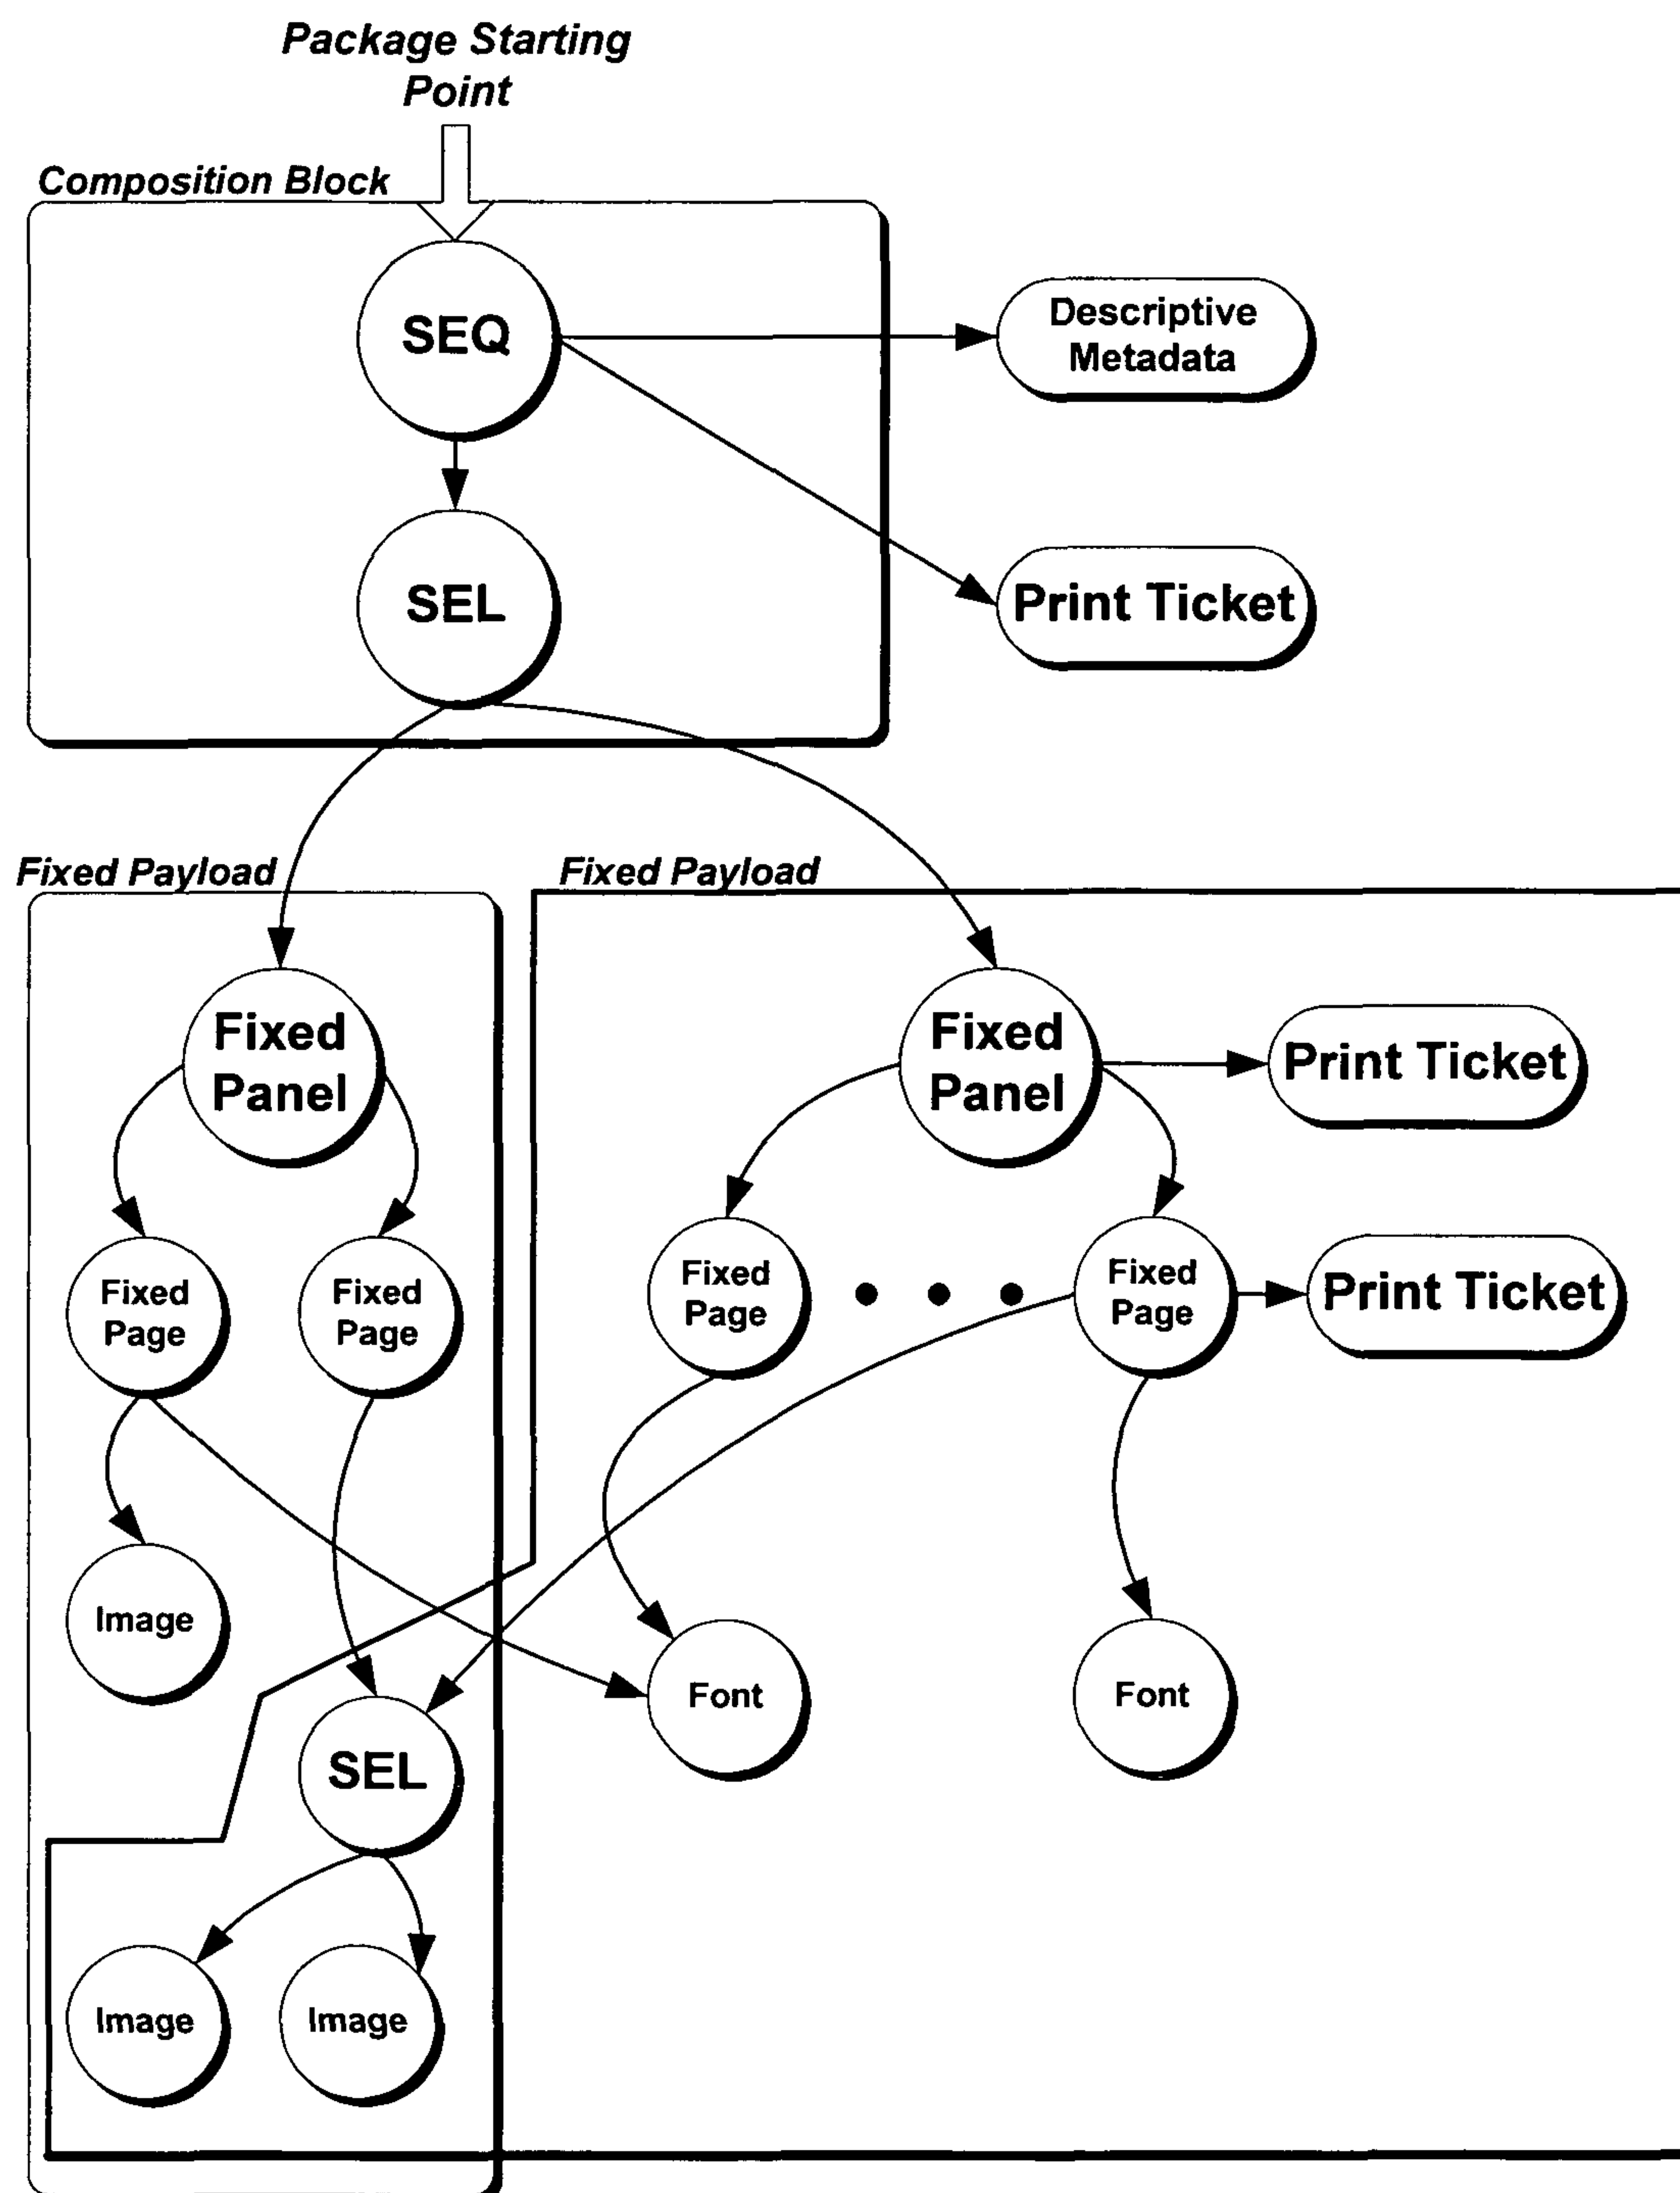 Package Starting
Point
Composition Block
SEQ
Descriptive
Metadata
SEL
Print Ticket
Fixed Payload
Fixed Payload
Fixed
Panel
Fixed
Panel
Print Ticket
Fixed
Page
Fixed
Page
Fixed
Page
Fixed
Page
Print Ticket
Image
Font
Font
SEL
Image
Image